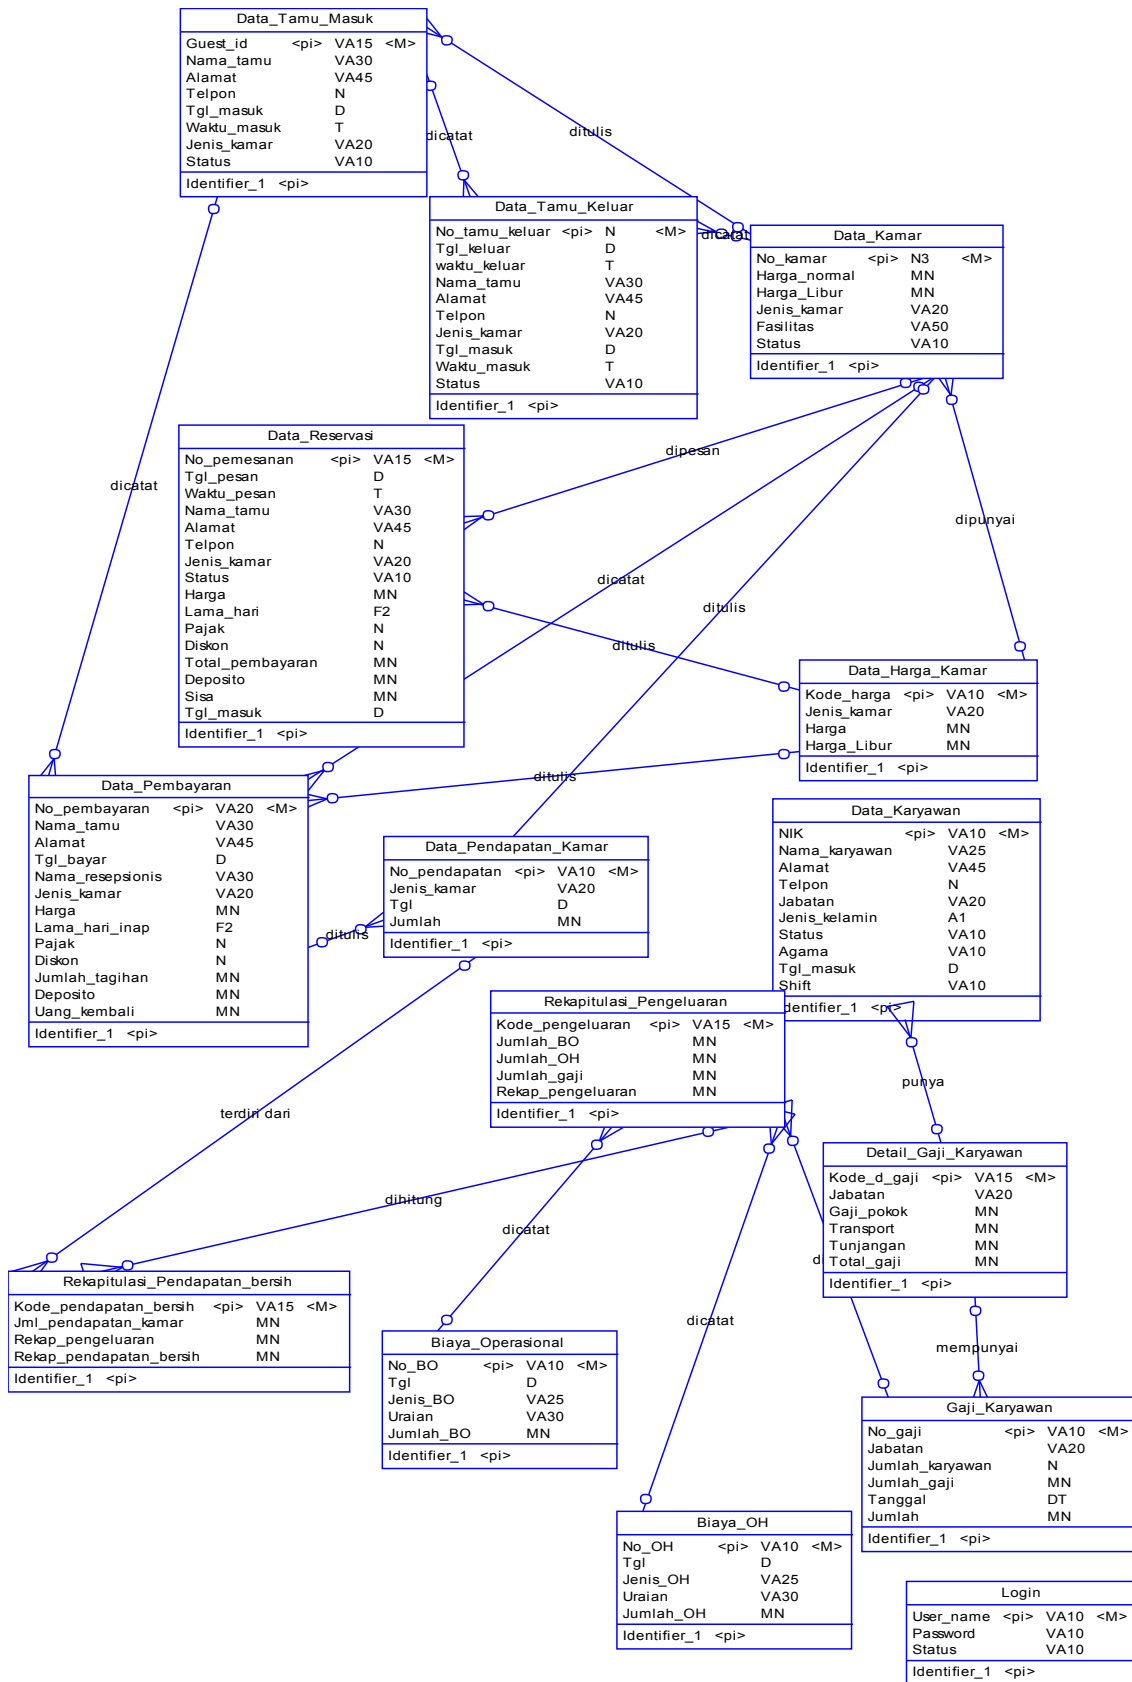 Data_Tamu_Masuk
Guest_id <pi> VA15 <M>
Nama_tamu VA30
Alamat VA45
Telpon N
Tgl_masuk D
Waktu_masuk T
Jenis_kamar VA20
Status VA10
Identifier_1 <pi>
ditulis
dicatat
Data_Tamu_Keluar
No_tamu_keluar <pi> N <M>
Tgl_keluar D
waktu_keluar T
Nama_tamu VA30
Alamat VA45
Telpon N
Jenis_kamar VA20
Tgl_masuk D
Waktu_masuk T
Status VA10
Identifier_1 <pi>
dicatat
Data_Kamar
No_kamar <pi> N3 <M>
Harga_normal MN
Harga_Libur MN
Jenis_kamar VA20
Fasilitas VA50
Status VA10
Identifier_1 <pi>
Data_Reservasi
No_pemesanan <pi> VA15 <M>
Tgl_pesan D
Waktu_pesan T
Nama_tamu VA30
Alamat VA45
Telpon N
Jenis_kamar VA20
Status VA10
Harga MN
Lama_hari F2
Pajak N
Diskon N
Total_pembayaran MN
Deposito MN
Sisa MN
Tgl_masuk D
Identifier_1 <pi>
dicatat
dipesan
dipunyai
dicatat
ditulis
ditulis
Data_Harga_Kamar
Kode_harga <pi> VA10 <M>
Jenis_kamar VA20
Harga MN
Harga_Libur MN
Identifier_1 <pi>
ditulis
Data_Pembayaran
No_pembayaran <pi> VA20 <M>
Nama_tamu VA30
Alamat VA45
Tgl_bayar D
Nama_resepsionis VA30
Jenis_kamar VA20
Harga MN
Lama_hari_inap F2
Pajak N
Diskon N
Jumlah_tagihan MN
Deposito MN
Uang_kembali MN
Identifier_1 <pi>
ditulis
Data_Pendapatan_Kamar
No_pendapatan <pi> VA10 <M>
Jenis_kamar VA20
Tgl D
Jumlah MN
Identifier_1 <pi>
Data_Karyawan
NIK <pi> VA10 <M>
Nama_karyawan VA25
Alamat VA45
Telpon N
Jabatan VA20
Jenis_kelamin A1
Status VA10
Agama VA10
Tgl_masuk D
Shift VA10
dentifier_1 <pi>
Rekapitulasi_Pengeluaran
Kode_pengeluaran <pi> VA15 <M>
Jumlah_BO MN
Jumlah_OH MN
Jumlah_gaji MN
Rekap_pengeluaran MN
Identifier_1 <pi>
punya
terdiri dari
Detail_Gaji_Karyawan
Kode_d_gaji <pi> VA15 <M>
Jabatan VA20
Gaji_pokok MN
Transport MN
Tunjangan MN
Total_gaji MN
Identifier_1 <pi>
dihitung
dicatat
di
dicatat
mempunyai
Rekapitulasi_Pendapatan_bersih
Kode_pendapatan_bersih <pi> VA15 <M>
Jml_pendapatan_kamar MN
Rekap_pengeluaran MN
Rekap_pendapatan_bersih MN
Identifier_1 <pi>
Biaya_Operasional
No_BO <pi> VA10 <M>
Tgl D
Jenis_BO VA25
Uraian VA30
Jumlah_BO MN
Identifier_1 <pi>
Gaji_Karyawan
No_gaji <pi> VA10 <M>
Jabatan VA20
Jumlah_karyawan N
Jumlah_gaji MN
Tanggal DT
Jumlah MN
Identifier_1 <pi>
Biaya_OH
No_OH <pi> VA10 <M>
Tgl D
Jenis_OH VA25
Uraian VA30
Jumlah_OH MN
Identifier_1 <pi>
Login
User_name <pi> VA10 <M>
Password VA10
Status VA10
Identifier_1 <pi>